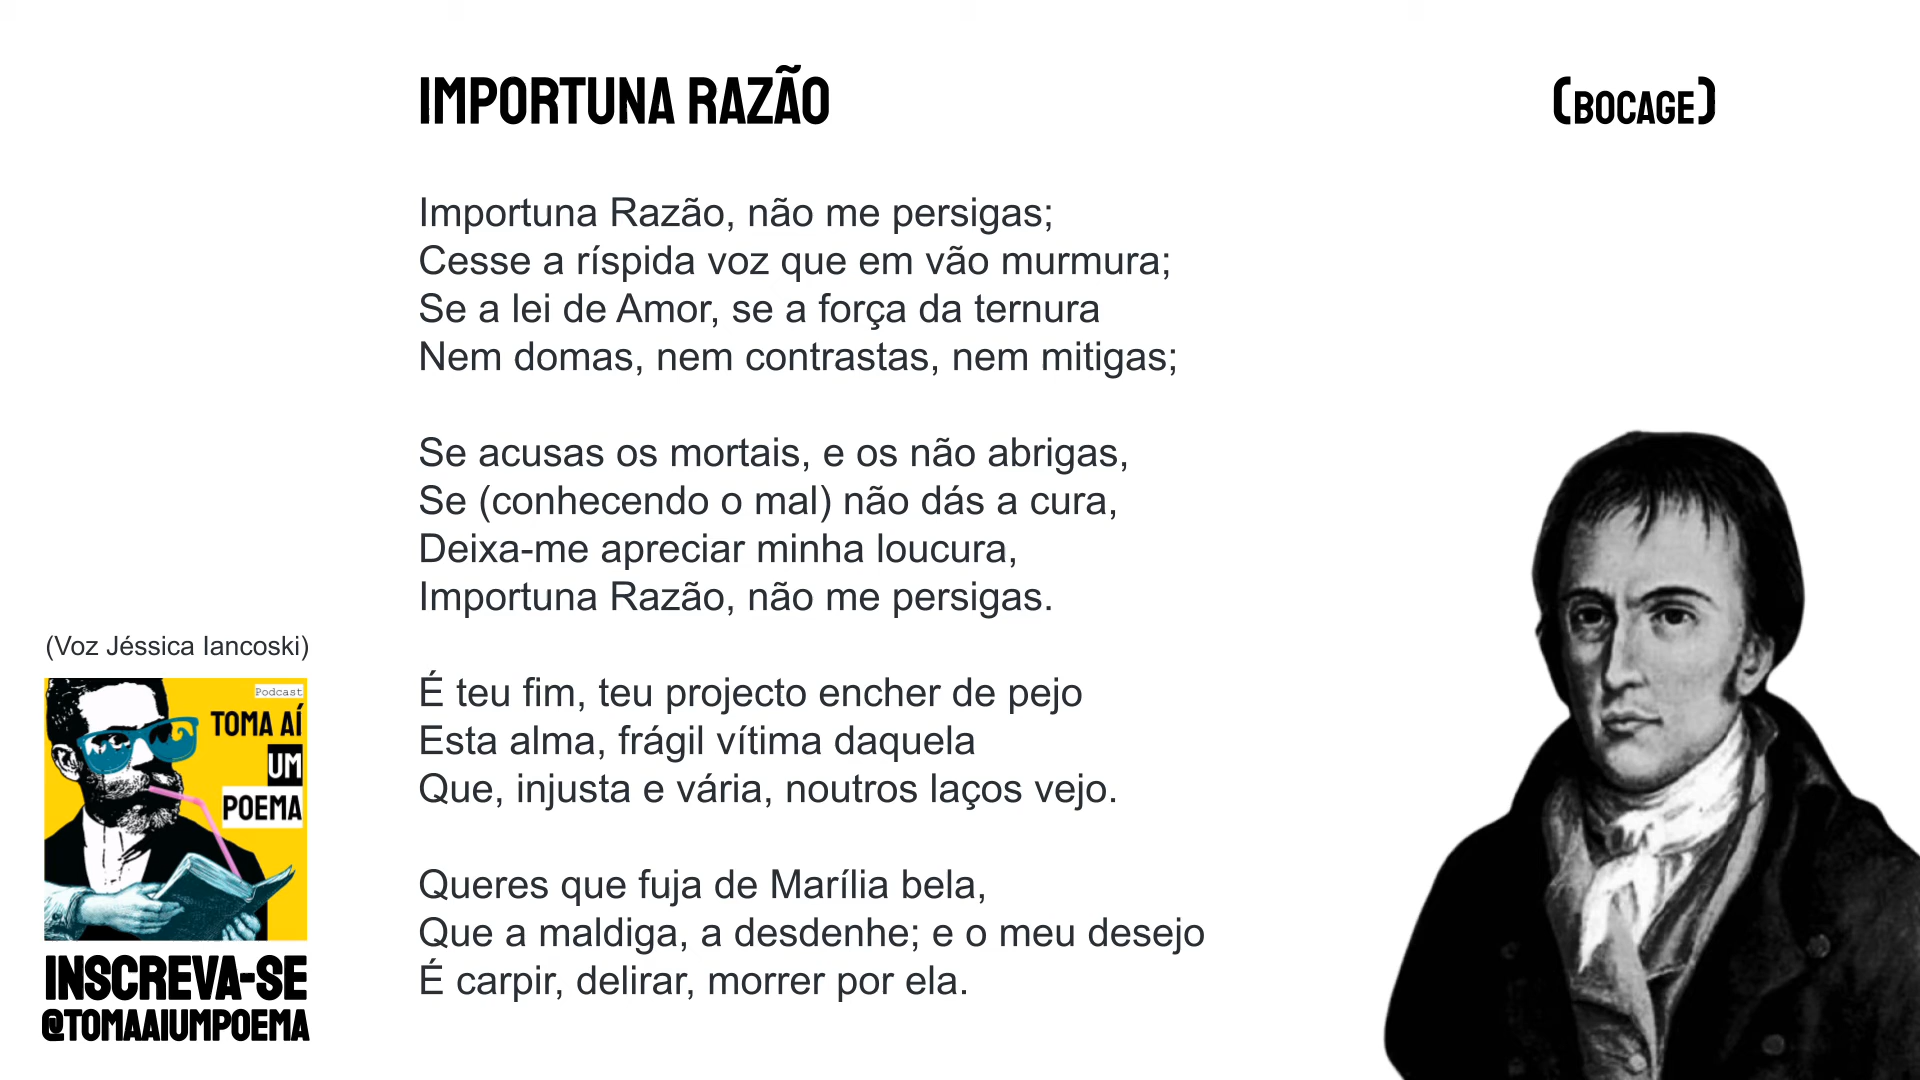 IMPORTUNA RAZÃO
(BOCAGE)
Importuna Razão, não me persigas;
Cesse a ríspida voz que em vão murmura;
Se a lei de Amor, se a força da ternura
Nem domas, nem contrastas, nem mitigas;
Se acusas os mortais, e os não abrigas,
Se (conhecendo o mal) não dás a cura,
Deixa-me apreciar minha loucura,
Importuna Razão, não me persigas.
É teu fim, teu projecto encher de pejo
Esta alma, frágil vítima daquela
Que, injusta e vária, noutros laços vejo.
Queres que fuja de Marília bela,
Que a maldiga, a desdenhe; e o meu desejo
É carpir, delirar, morrer por ela.
(Voz Jéssica Iancoski)
Podcast
TOMA AÍ
UM
POEMA
INSCREVA-SE
@TOMAAIUMPOEMA